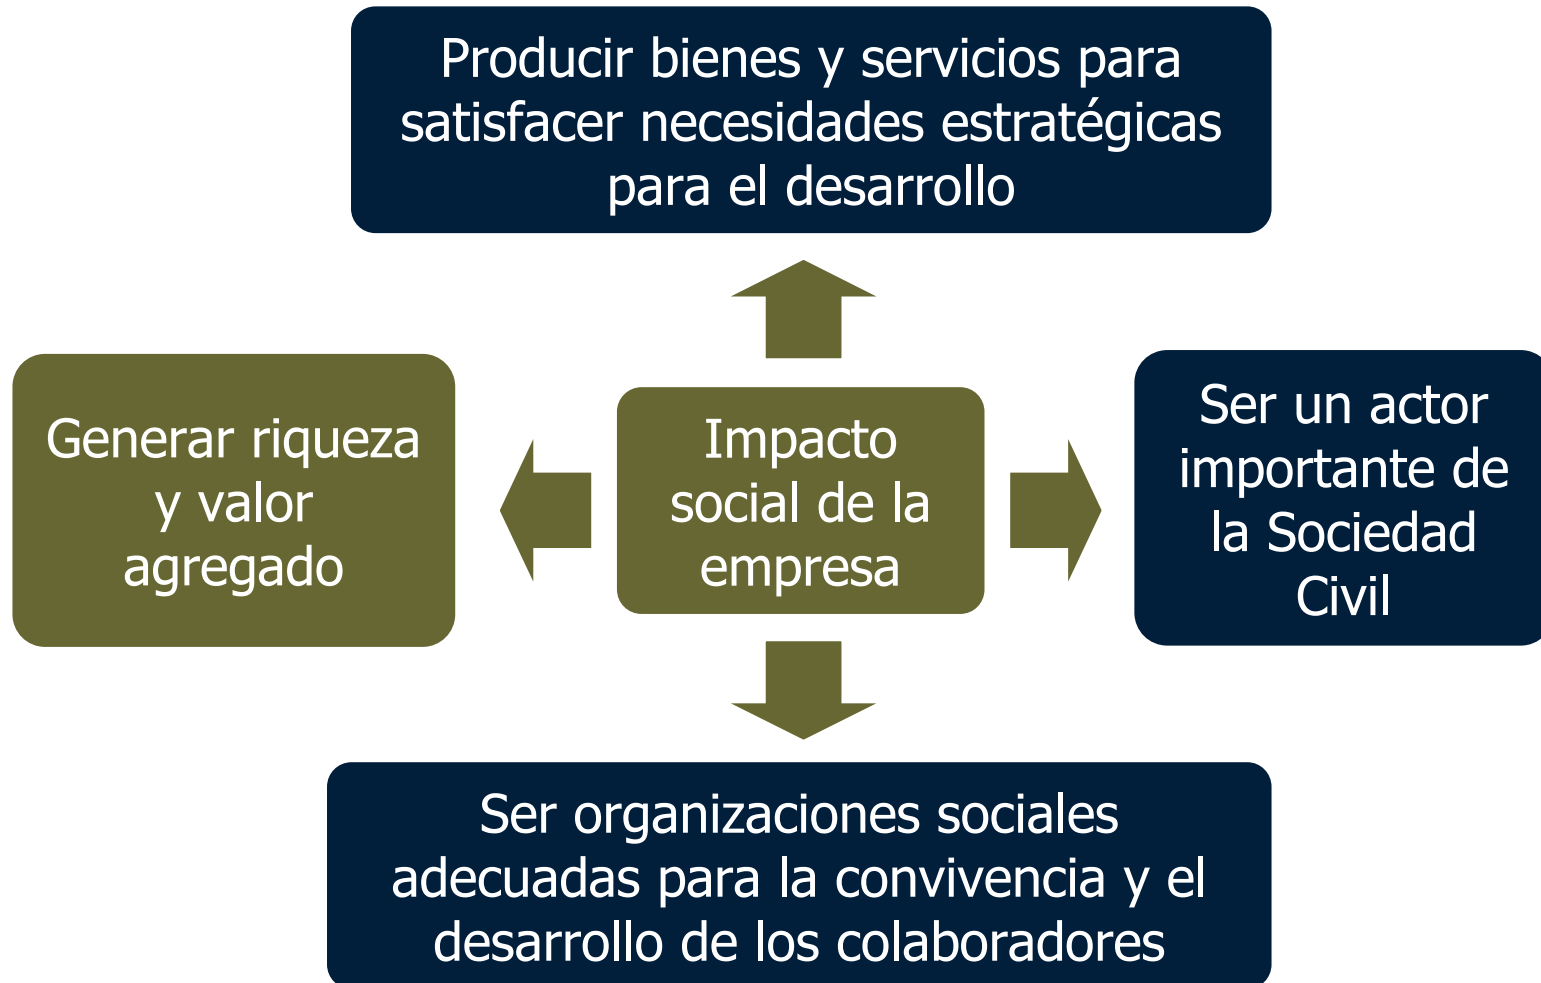 Producir bienes y servicios para
satisfacer necesidades estratégicas
para el desarrollo
Generar riqueza
y valor
agregado
Impacto
social de la
empresa
Ser un actor
importante de
la Sociedad
Civil
Ser organizaciones sociales
adecuadas para la convivencia y el
desarrollo de los colaboradores